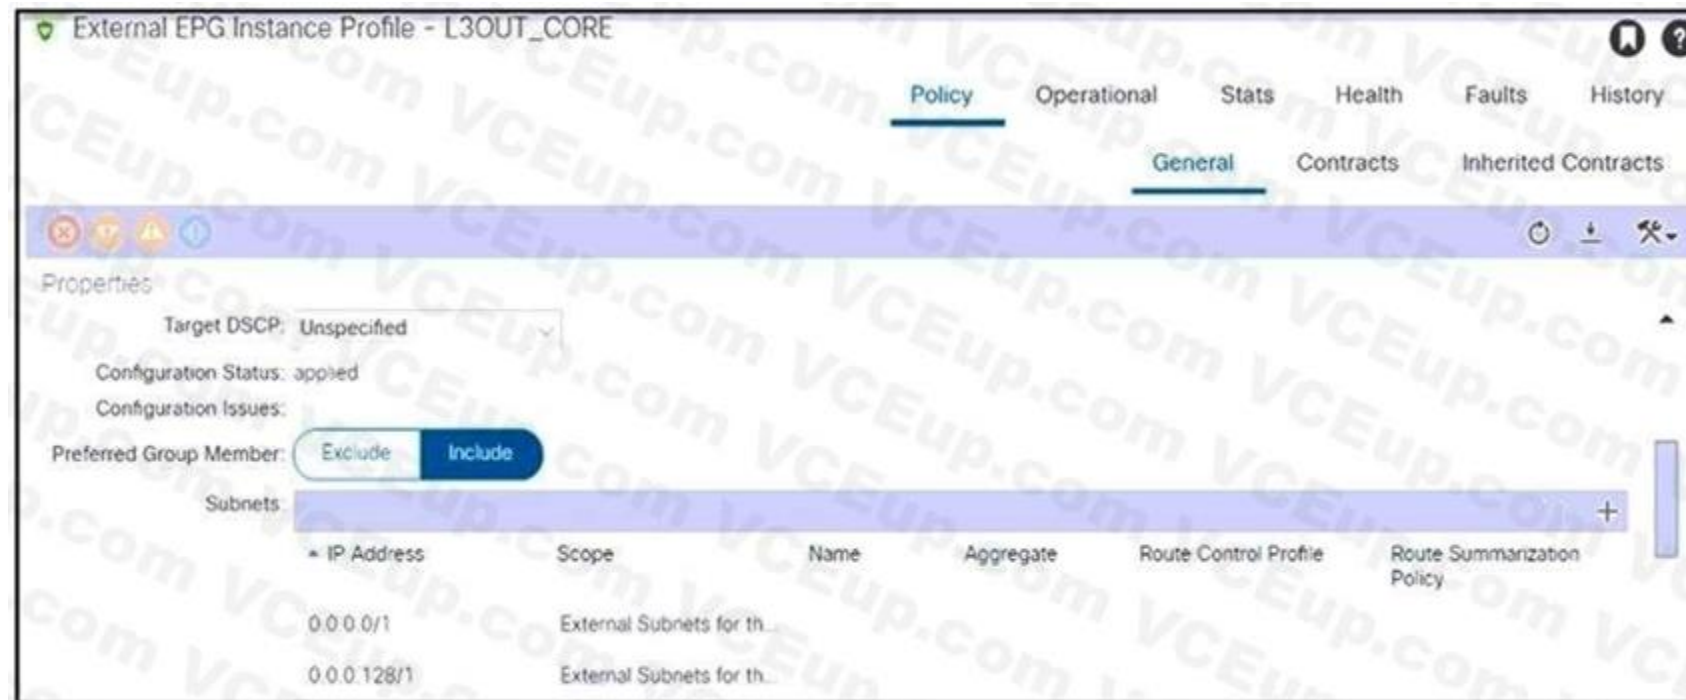 External EPG Instance Profile - L3OUT_CORE
Policy Operational Stats Health Faults History
General Contracts Inherited Contracts
Properties
Target DSCP: Unspecified
Configuration Status: applied
Configuration Issues:
Preferred Group Member: Exclude Include
Subnets
IP Address Scope Name Aggregate Route Control Profile Route Summarization
Policy
0.0.0.0/1 External Subnets for th...
0.0.0.128/1 External Subnets for th...
VCEup.com